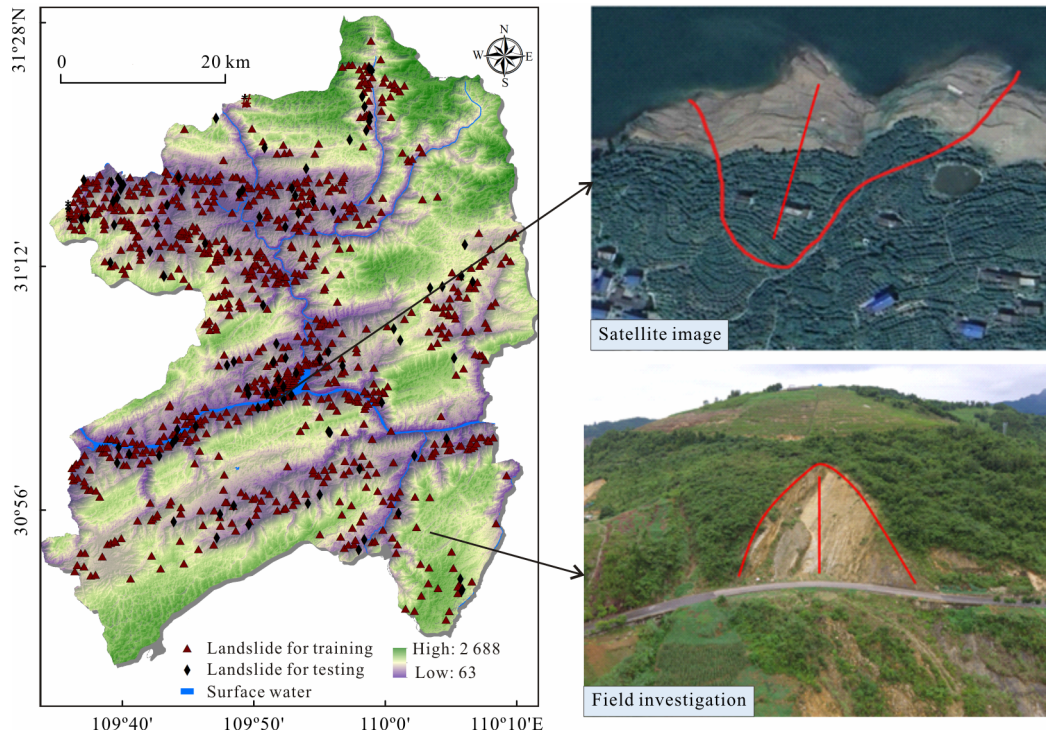 31°28'N
31°12'
30°56'
0
20 km
N
W
E
S
Landslide for training
Landslide for testing
Surface water
High: 2 688
Low: 63
109°40'
109°50'
110°0'
110°10'E
Satellite image
Field investigation